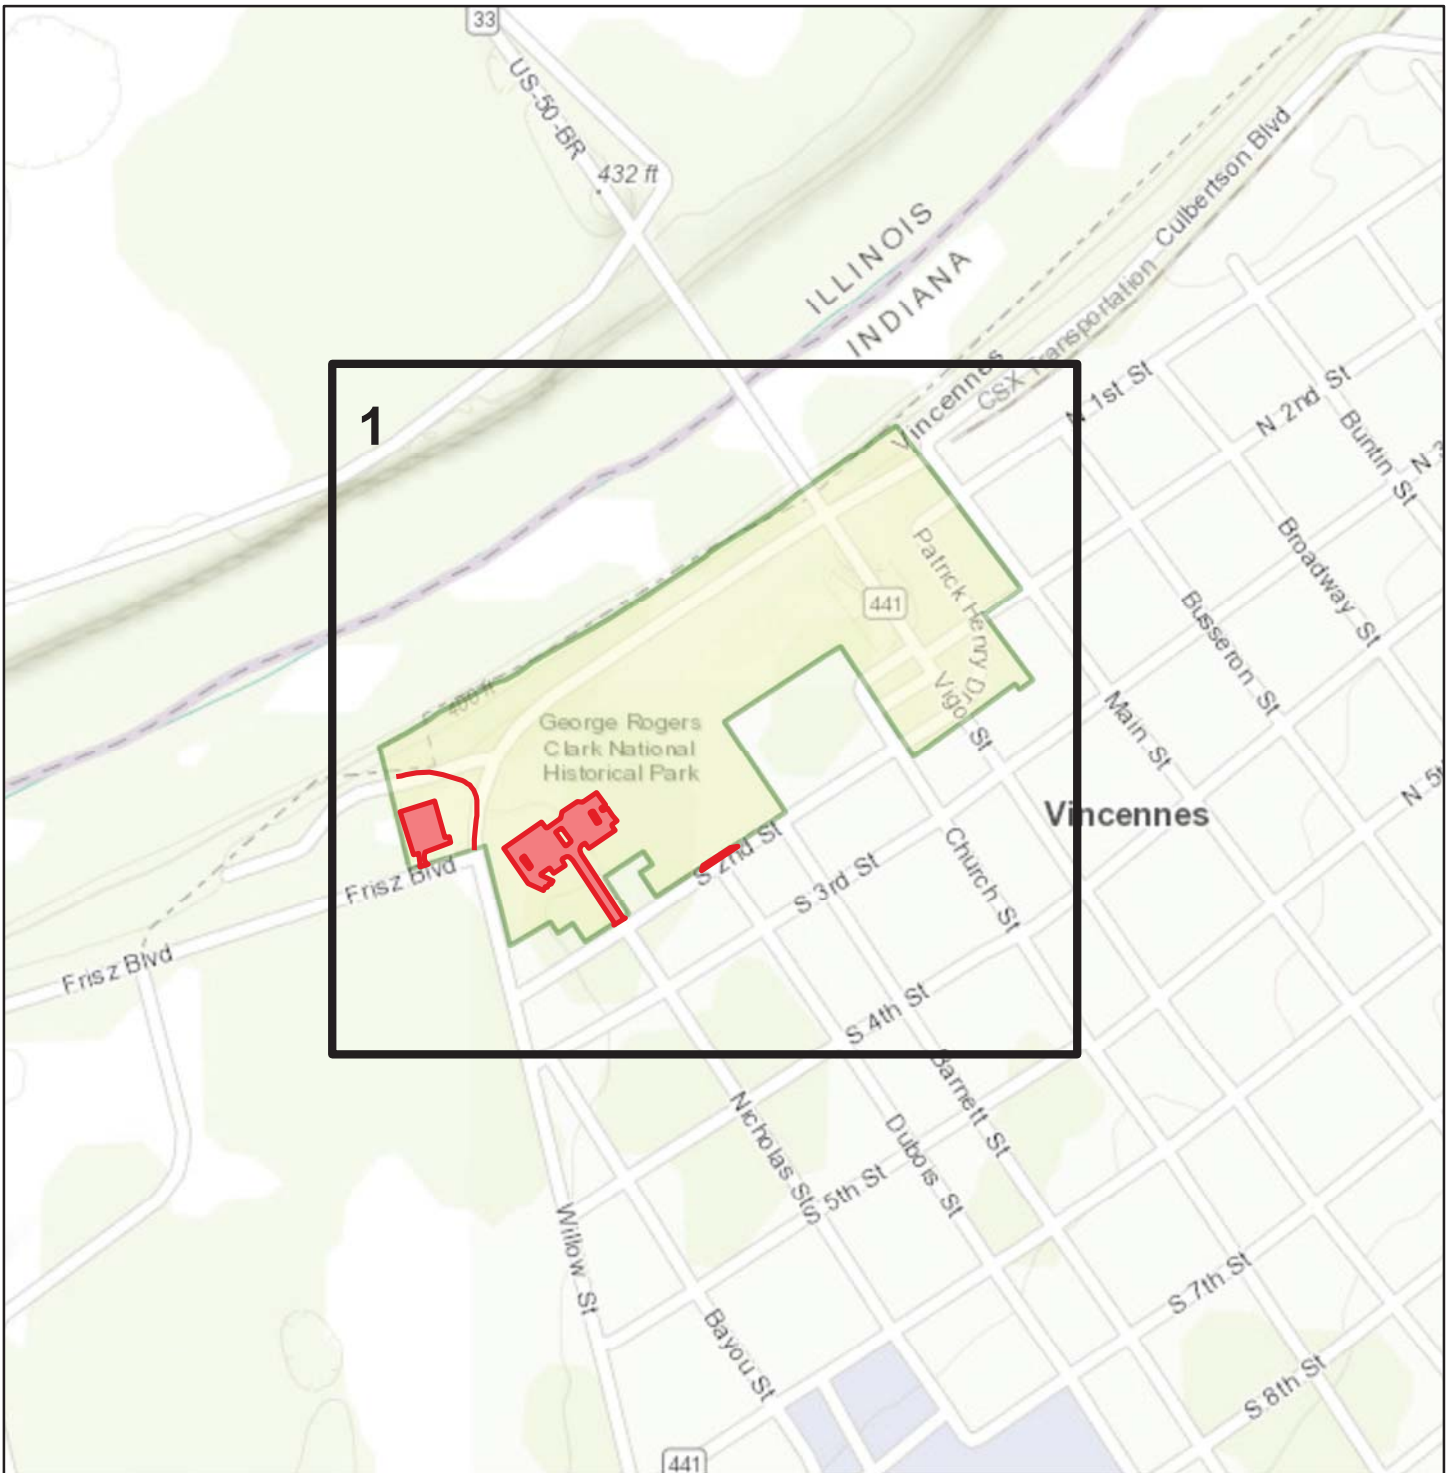 33
US-50-BR
432 ft
ILLINOIS
INDIANA
Culbertson Blvd
CSX Transportation
Vincennes
1
N 1st St
N 2nd St
Buntin St
N 3
Patrick Henry Dr
441
Broadway St
Busseron St
Vigo St
Main St
400 ft
George Rogers
Clark National
Historical Park
N 5t
Vincennes
S 2nd St
S 3rd St
Church St
Frisz Blvd
Frisz Blvd
S 4th St
Barnett St
Nicholas St
Dubois St
S 5th St
Willow St
S 7th St
Bayou St
S 8th St
441